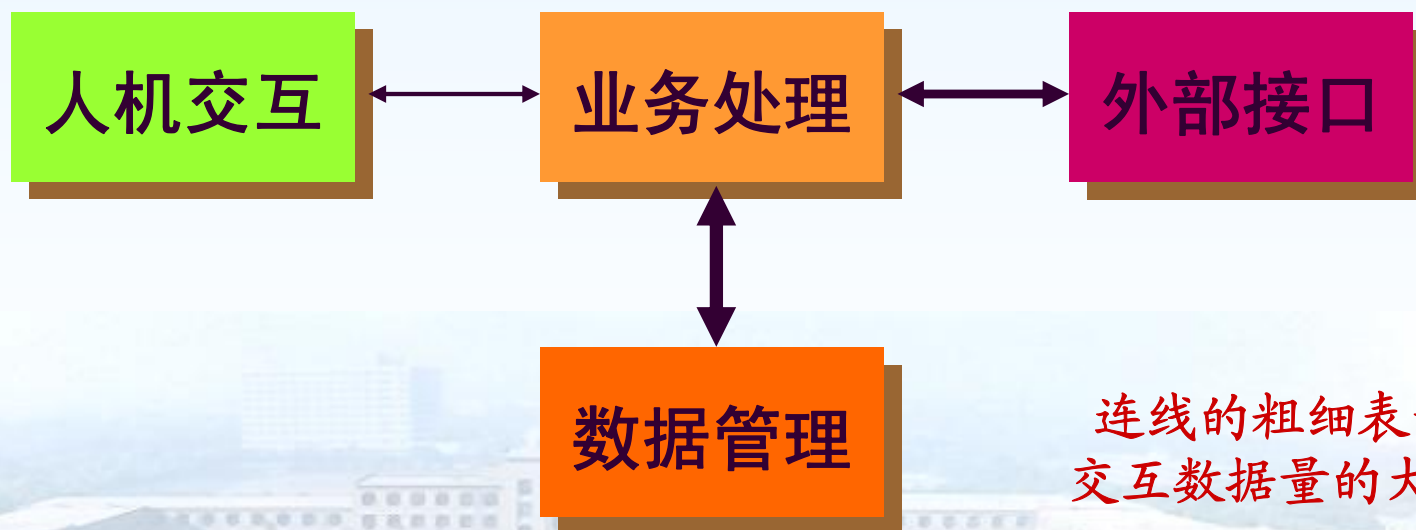 人机交互
业务处理
外部接口
数据管理
连线的粗细表
交互数据量的大